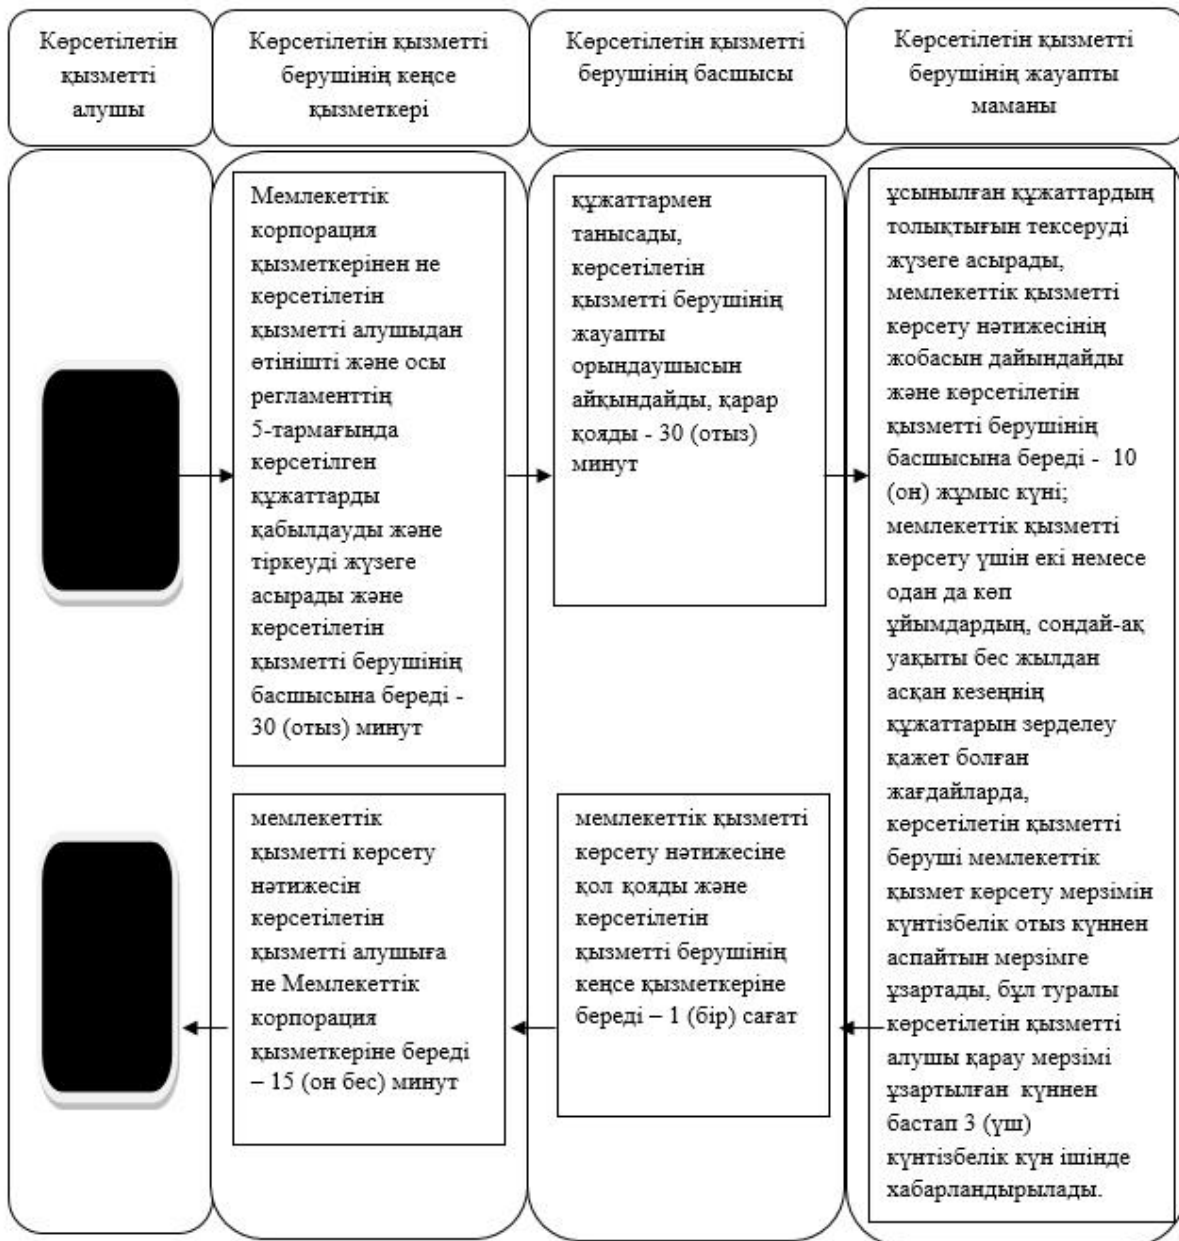 Көрсетілетін
қызметті
алушы
Көрсетілетін қызметті
берушінің кеңсе
қызметкері
Көрсетілетін қызметті
берушінің басшысы
Көрсетілетін қызметті
берушінің жауапты
маманы
Мемлекеттік
корпорация
қызметкерінен не
көрсетілетін
қызметті алушыдан
өтінішті және осы
регламенттің
5-тармағында
көрсетілген
құжаттарды
қабылдауды және
тіркеуді жүзеге
асырады және
көрсетілетін
қызметті берушінің
басшысына береді -
30 (отыз) минут
құжаттармен
танысады,
көрсетілетін
қызметті берушінің
жауапты
орындаушысын
айқындайды, қарар
қояды - 30 (отыз)
минут
ұсынылған құжаттардың
толықтығын тексеруді
жүзеге асырады,
мемлекеттік қызметті
көрсету нәтижесінің
жобасын дайындайды
және көрсетілетін
қызметті берушінің
басшысына береді - 10
(он) жұмыс күні;
мемлекеттік қызметті
көрсету үшін екі немесе
одан да көп
ұйымдардың, сондай-ақ
уақыты бес жылдан
асқан кезеңнің
құжаттарын зерделеу
қажет болған
жағдайларда,
көрсетілетін қызметті
беруші мемлекеттік
қызмет көрсету мерзімін
күнтізбелік отыз күннен
аспайтын мерзімге
ұзартады, бұл туралы
көрсетілетін қызметті
алушы қарау мерзімі
ұзартылған күннен
бастап 3 (үш)
күнтізбелік күн ішінде
хабарландырылады.
мемлекеттік
қызметті көрсету
нәтижесін
көрсетілетін
қызметті алушыға
не Мемлекеттік
корпорация
қызметкеріне береді
– 15 (он бес) минут
мемлекеттік қызметті
көрсету нәтижесіне
қол қояды және
көрсетілетін
қызметті берушінің
кеңсе қызметкеріне
береді – 1 (бір) сағат